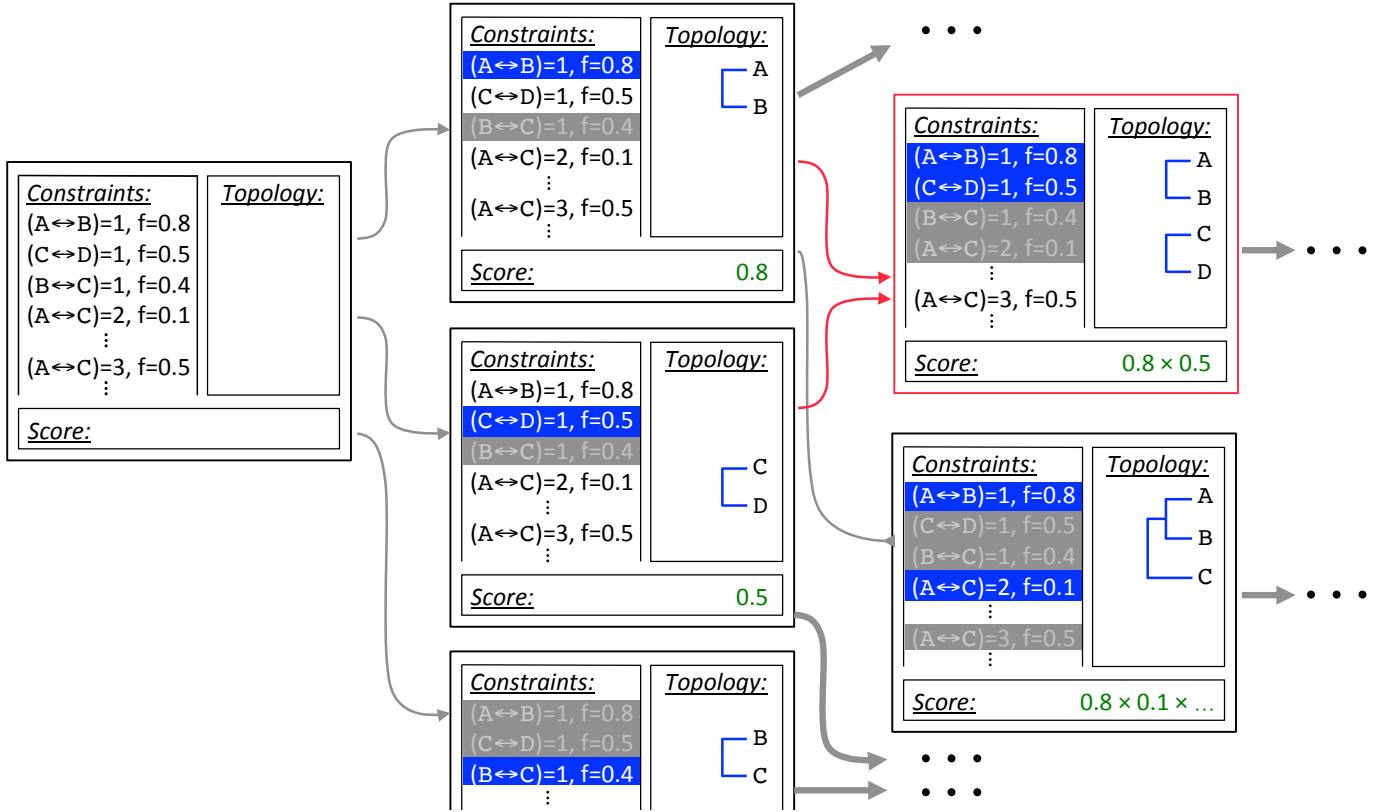 Constraints:
(A↔B)=1, f=0.8
(C↔D)=1, f=0.5
(B↔C)=1, f=0.4
(A↔C)=2, f=0.1
⋮
(A↔C)=3, f=0.5
⋮
Topology:
Score:
Constraints:
(A↔B)=1, f=0.8
(C↔D)=1, f=0.5
(B↔C)=1, f=0.4
(A↔C)=2, f=0.1
⋮
(A↔C)=3, f=0.5
⋮
Topology:
A
B
Score: 0.8
Constraints:
(A↔B)=1, f=0.8
(C↔D)=1, f=0.5
(B↔C)=1, f=0.4
(A↔C)=2, f=0.1
⋮
(A↔C)=3, f=0.5
⋮
Topology:
C
D
Score: 0.5
Constraints:
(A↔B)=1, f=0.8
(C↔D)=1, f=0.5
(B↔C)=1, f=0.4
⋮
Topology:
B
C
• • •
Constraints:
(A↔B)=1, f=0.8
(C↔D)=1, f=0.5
(B↔C)=1, f=0.4
(A↔C)=2, f=0.1
⋮
(A↔C)=3, f=0.5
⋮
Topology:
A
B
C
D
Score: 0.8 × 0.5
• • •
Constraints:
(A↔B)=1, f=0.8
(C↔D)=1, f=0.5
(B↔C)=1, f=0.4
(A↔C)=2, f=0.1
⋮
(A↔C)=3, f=0.5
⋮
Topology:
A
B
C
Score: 0.8 × 0.1 × ...
• • •
• • •
• • •